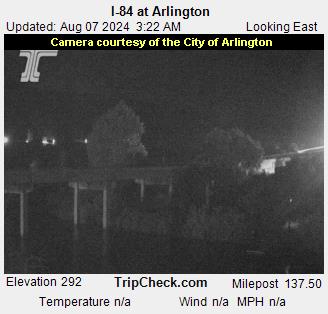 I-84 at Arlington
Updated: Aug 07 2024 3:22 AM Looking East
Camera courtesy of the City of Arlington
Elevation 292 TripCheck.com Milepost 137.50
Temperature n/a Wind n/a MPH n/a